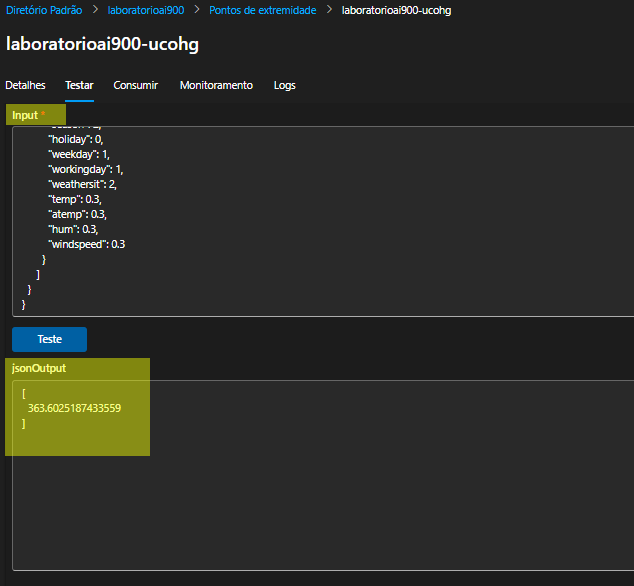 Diretório Padrão > laboratorioai900 > Pontos de extremidade > laboratorioai900-ucohg
laboratorioai900-ucohg
Detalhes Testar Consumir Monitoramento Logs
Input *
"holiday": 0,
"weekday": 1,
"workingday": 1,
"weathersit": 2,
"temp": 0.3,
"atemp": 0.3,
"hum": 0.3,
"windspeed": 0.3
}
]
}
}
Teste
jsonOutput
[
363.6025187433559
]